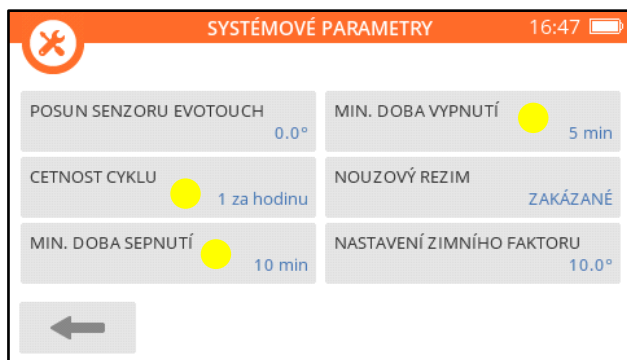 SYSTÉMOVÉ PARAMETRY
16:47
POSUN SENZORU EVOTOUCH
0.0°
MIN. DOBA VYPNUTÍ
5 min
CETNOST CYKLU
1 za hodinu
NOUZOVÝ REZIM
ZAKÁZANÉ
MIN. DOBA SEPNUTÍ
10 min
NASTAVENÍ ZIMNÍHO FAKTORU
10.0°